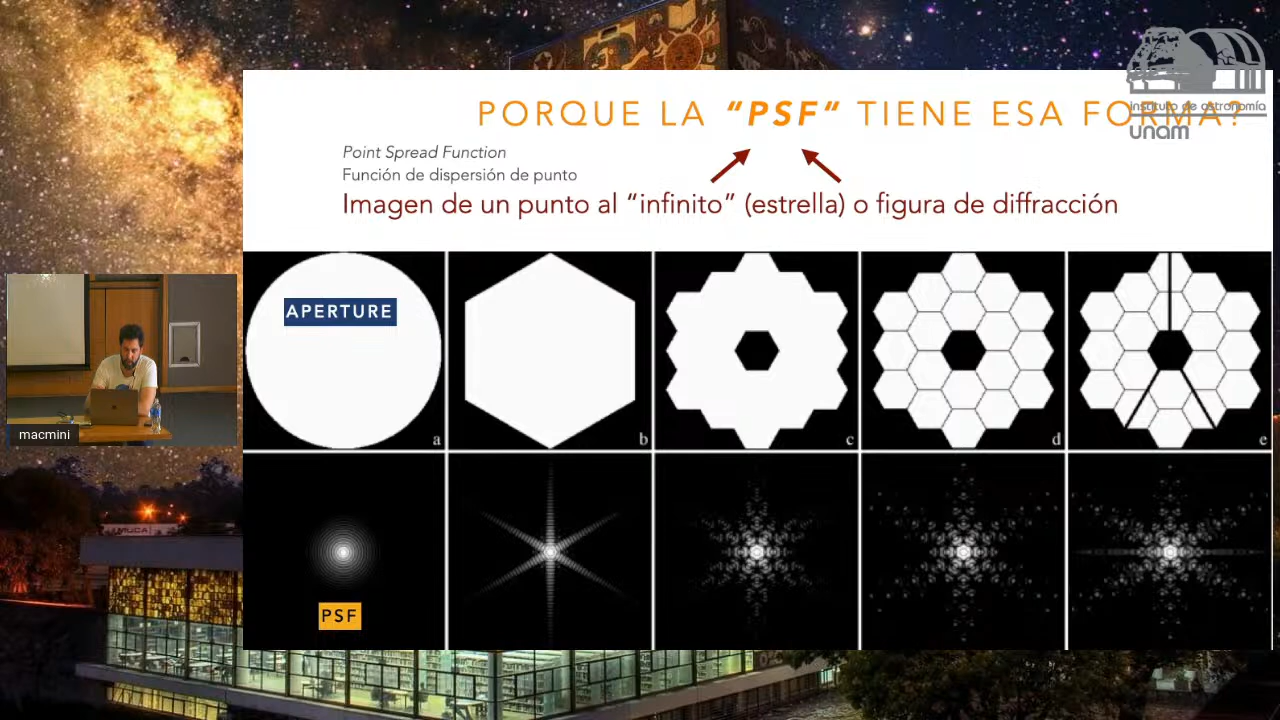 PORQUE LA “PSF“ TIENE ESA FORMA?
instituto de astronomía
unam
Point Spread Function
Función de dispersión de punto
Imagen de un punto al “infinito” (estrella) o figura de diffracción
APERTURE
a
b
c
d
e
macmini
MUCA
PSF